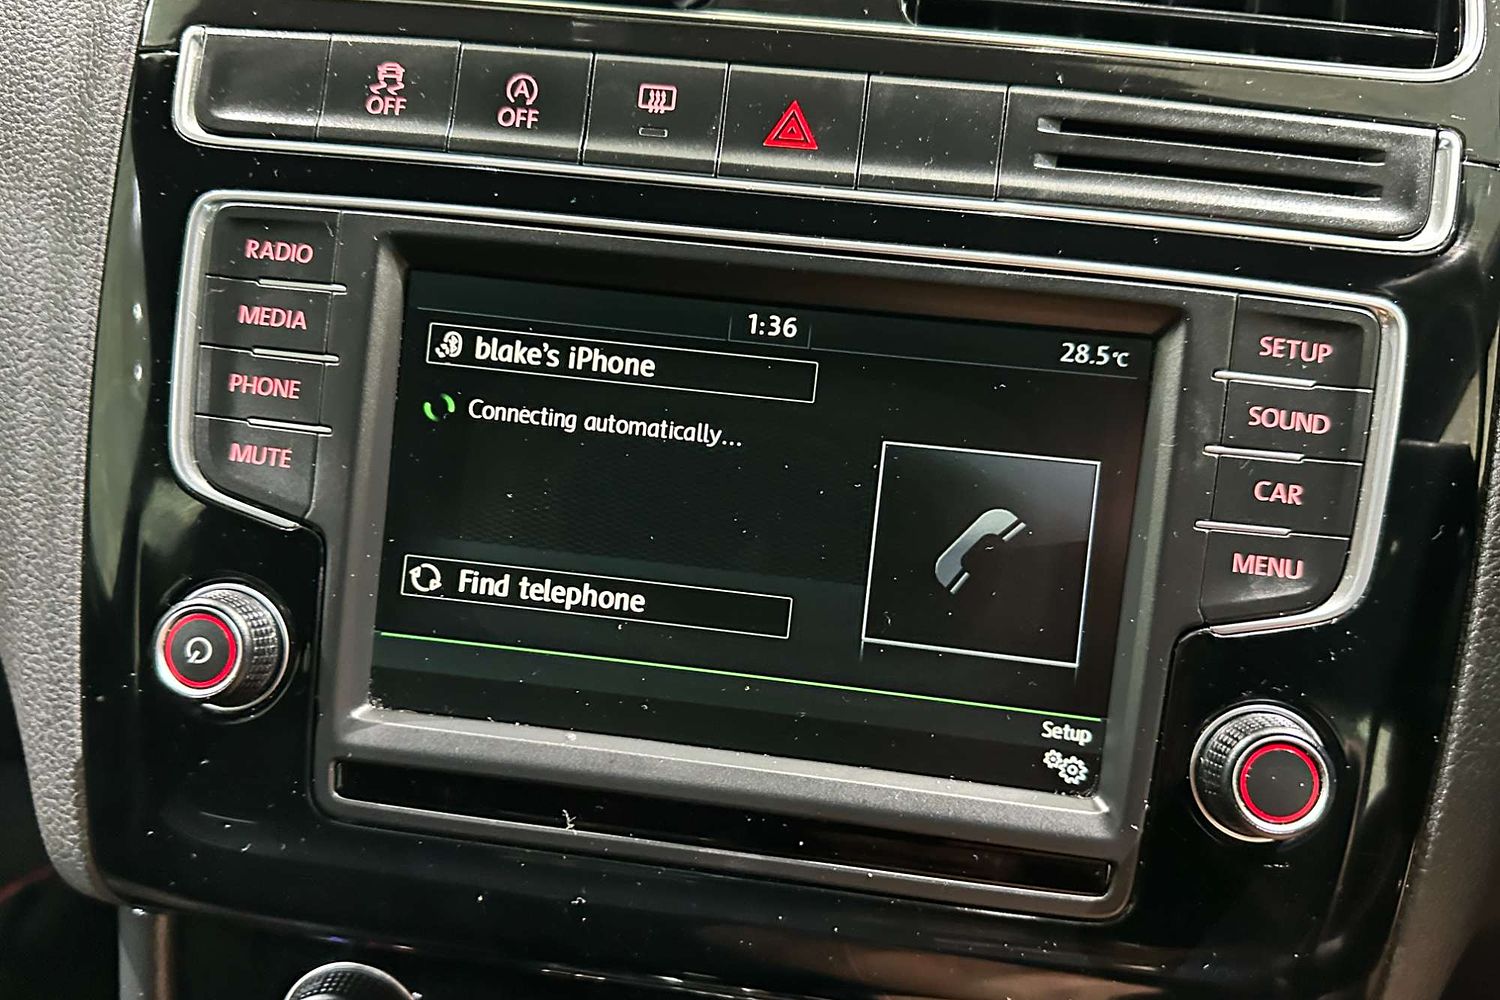 OFF
OFF
RADIO
MEDIA
PHONE
MUTE
1:36
28.5°C
blake's iPhone
Connecting automatically...
Find telephone
Setup
SETUP
SOUND
CAR
MENU